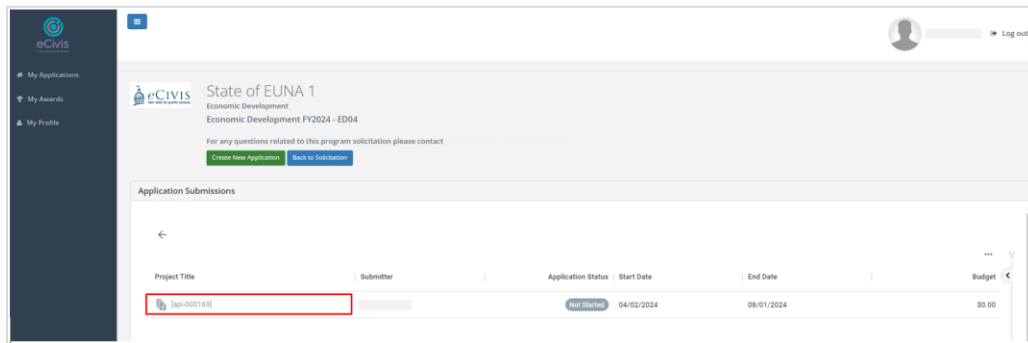 eCivis
Log out
My Applications
My Awards
My Profile
eCIVIS
State of EUNA 1
Economic Development
Economic Development FY2024 - ED04
For any questions related to this program solicitation please contact
Create New Application Back to Solicitation
Application Submissions
Project Title Submitter Application Status Start Date End Date Budget
[api-000163] Not Started 04/02/2024 08/01/2024 $0.00